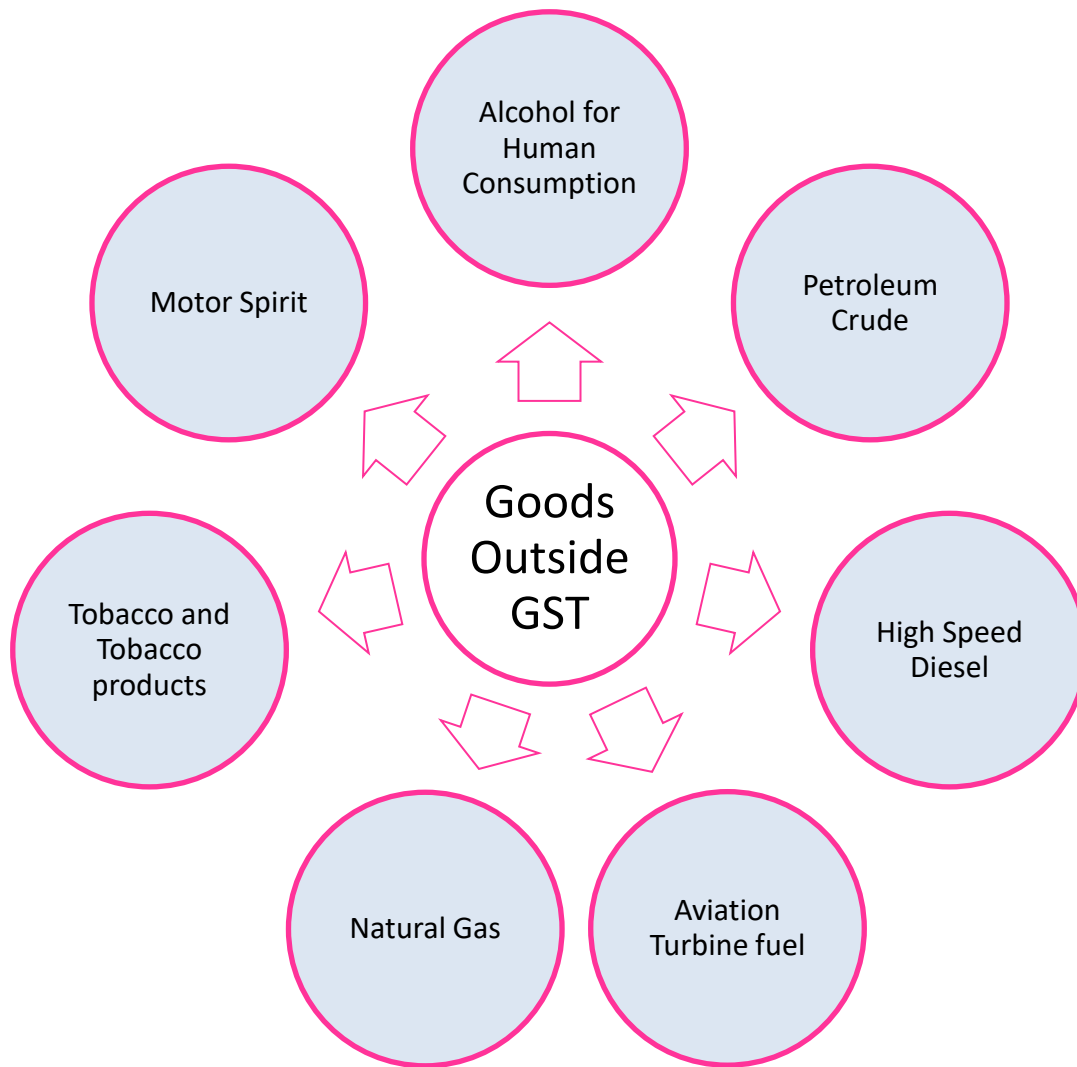 Alcohol for
Human
Consumption
Petroleum
Crude
High Speed
Diesel
Aviation
Turbine fuel
Natural Gas
Tobacco and
Tobacco
products
Motor Spirit
Goods
Outside
GST